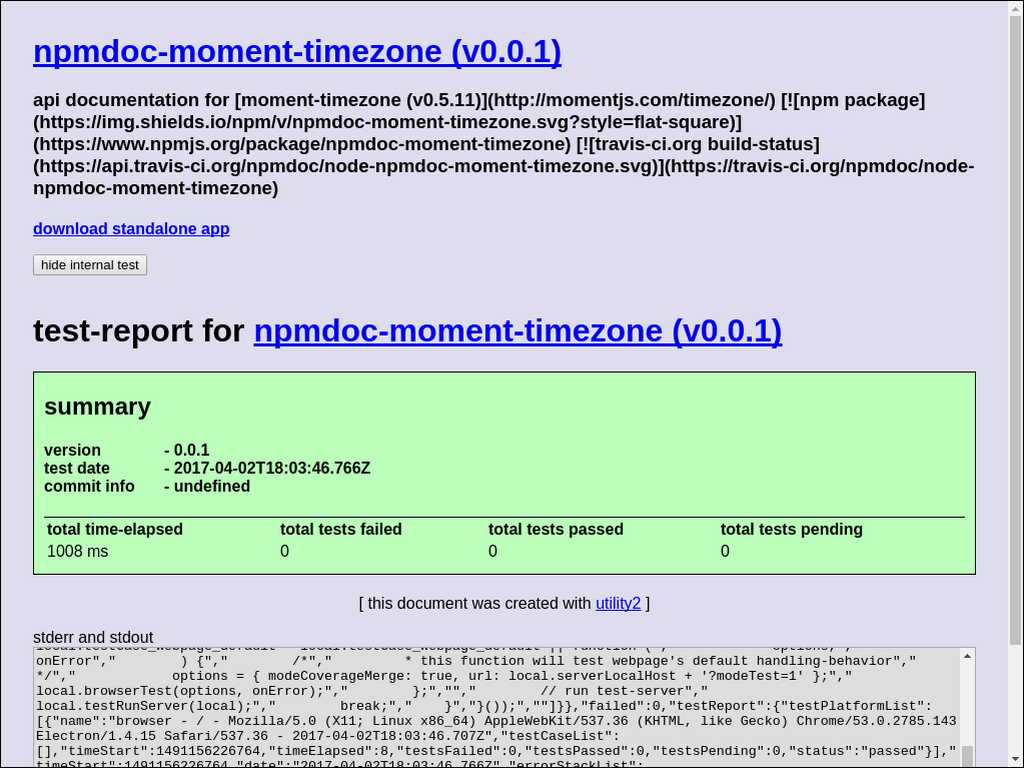 npmdoc-moment-timezone (v0.0.1)
api documentation for [moment-timezone (v0.5.11)](http://momentjs.com/timezone/) [![npm package]
(https://img.shields.io/npm/v/npmdoc-moment-timezone.svg?style=flat-square)]
(https://www.npmjs.org/package/npmdoc-moment-timezone) [![travis-ci.org build-status]
(https://api.travis-ci.org/npmdoc/node-npmdoc-moment-timezone.svg)](https://travis-ci.org/npmdoc/node-
npmdoc-moment-timezone)
download standalone app
hide internal test
test-report for npmdoc-moment-timezone (v0.0.1)
summary
version - 0.0.1
test date - 2017-04-02T18:03:46.766Z
commit info - undefined
total time-elapsed total tests failed total tests passed total tests pending
1008 ms 0 0 0
[ this document was created with utility2 ]
stderr and stdout
onError","        ) {","        /*","         * this function will test webpage's default handling-behavior","
*/","            options = { modeCoverageMerge: true, url: local.serverLocalHost + '?modeTest=1' };","
local.browserTest(options, onError);","        };","","        // run test-server","
local.testRunServer(local);","        break;","    }","}());",""]}},"failed":0,"testReport":{"testPlatformList":
[{"name":"browser - / - Mozilla/5.0 (X11; Linux x86_64) AppleWebKit/537.36 (KHTML, like Gecko) Chrome/53.0.2785.143
Electron/1.4.15 Safari/537.36 - 2017-04-02T18:03:46.707Z","testCaseList":
[],"timeStart":1491156226764,"timeElapsed":8,"testsFailed":0,"testsPassed":0,"testsPending":0,"status":"passed"}],"
timeStart":1491156226764,"date":"2017-04-02T18:03:46.766Z","errorStackList":